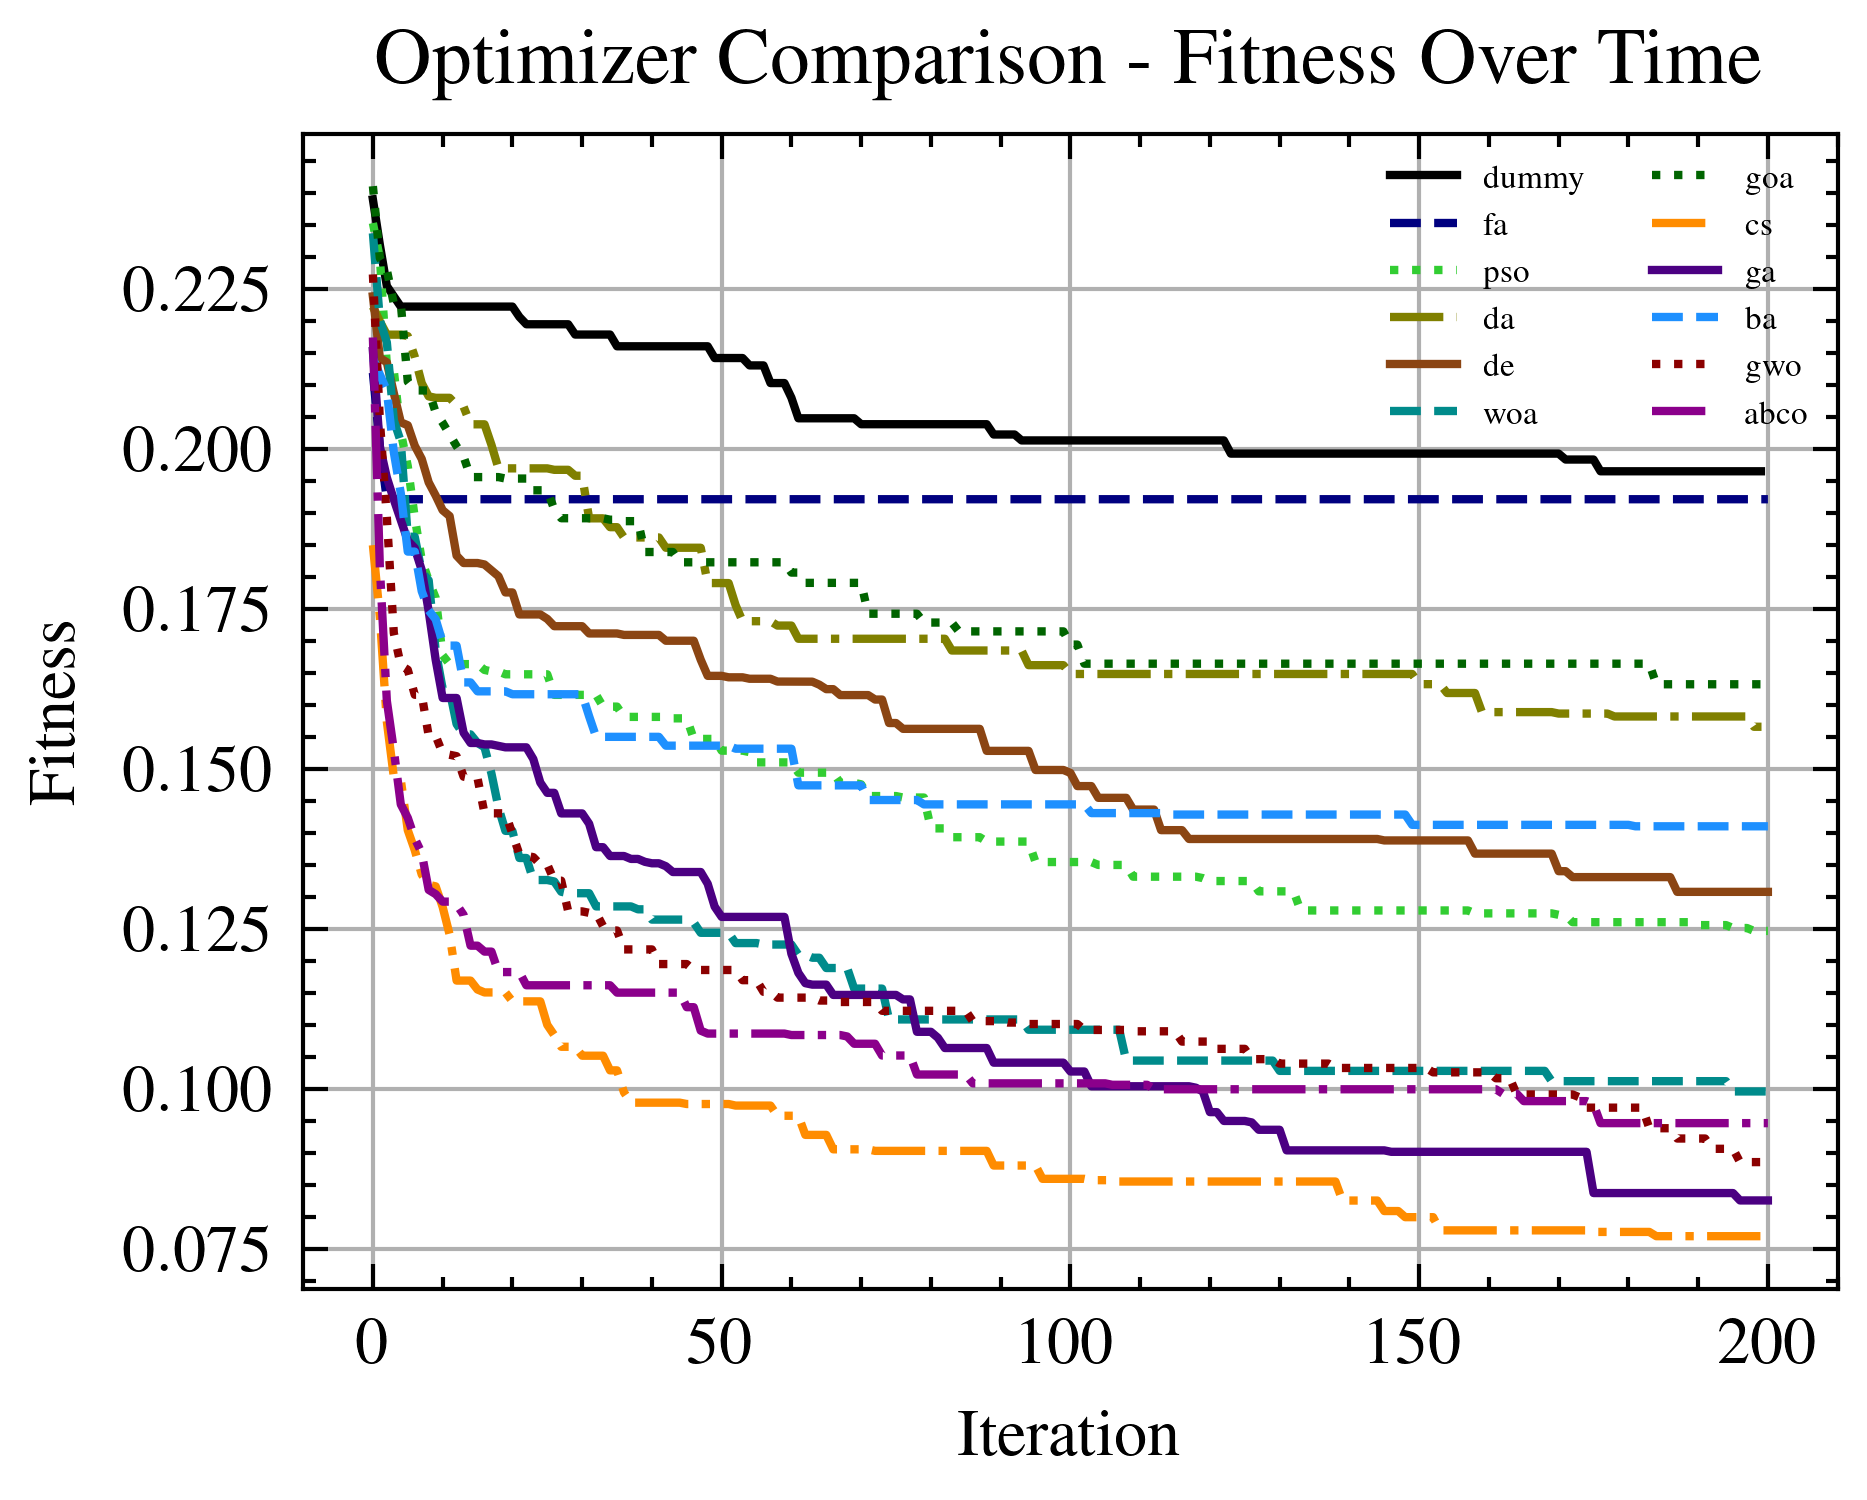 Optimizer Comparison - Fitness Over Time
dummy
fa
pso
da
de
woa
goa
cs
ga
ba
gwo
abco
0.225
0.200
0.175
0.150
0.125
0.100
0.075
Fitness
0 50 100 150 200
Iteration